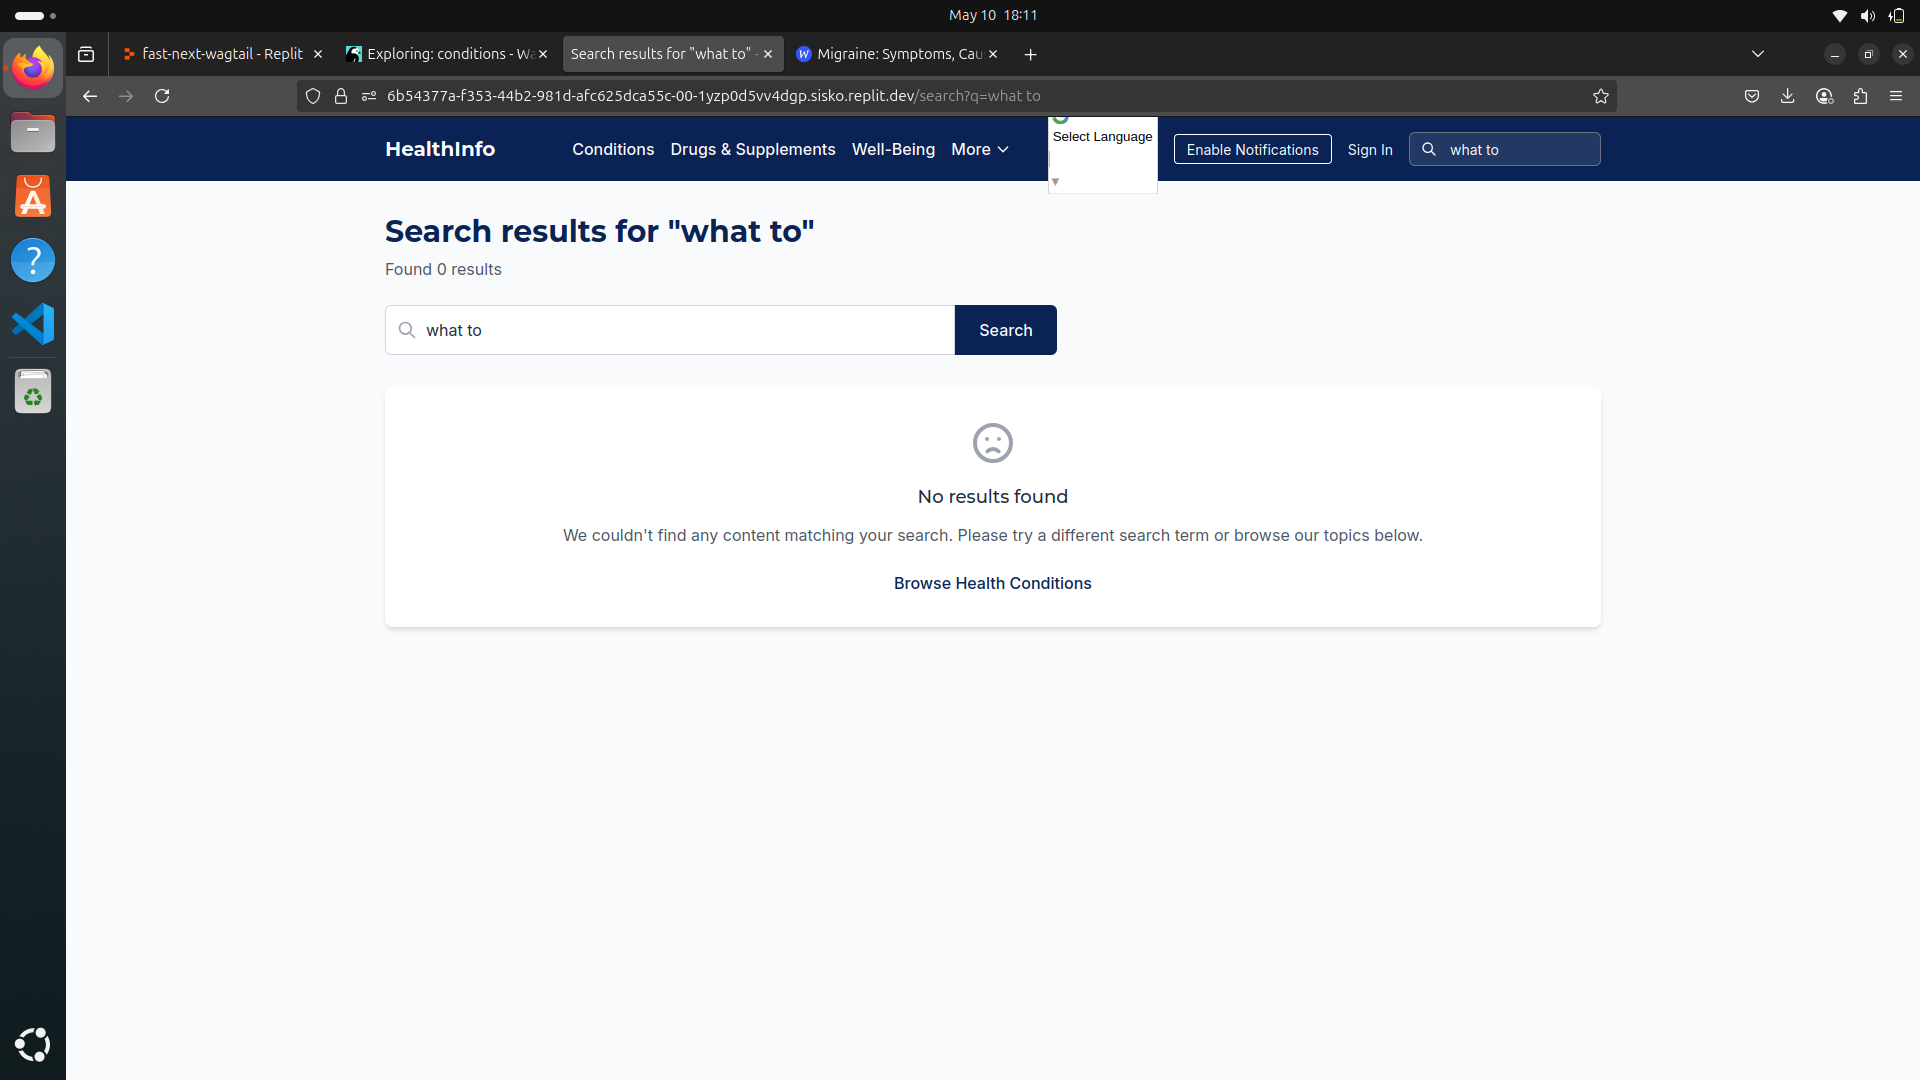 May 10 18:11
fast-next-wagtail - Replit
Exploring: conditions - Wa
Search results for "what to" -
Migraine: Symptoms, Cau
6b54377a-f353-44b2-981d-afc625dca55c-00-1yzp0d5vv4dgp.sisko.replit.dev/search?q=what to
HealthInfo
Conditions
Drugs & Supplements
Well-Being
More
Select Language
▼
Enable Notifications
Sign In
what to
Search results for "what to"
Found 0 results
what to
Search
No results found
We couldn't find any content matching your search. Please try a different search term or browse our topics below.
Browse Health Conditions